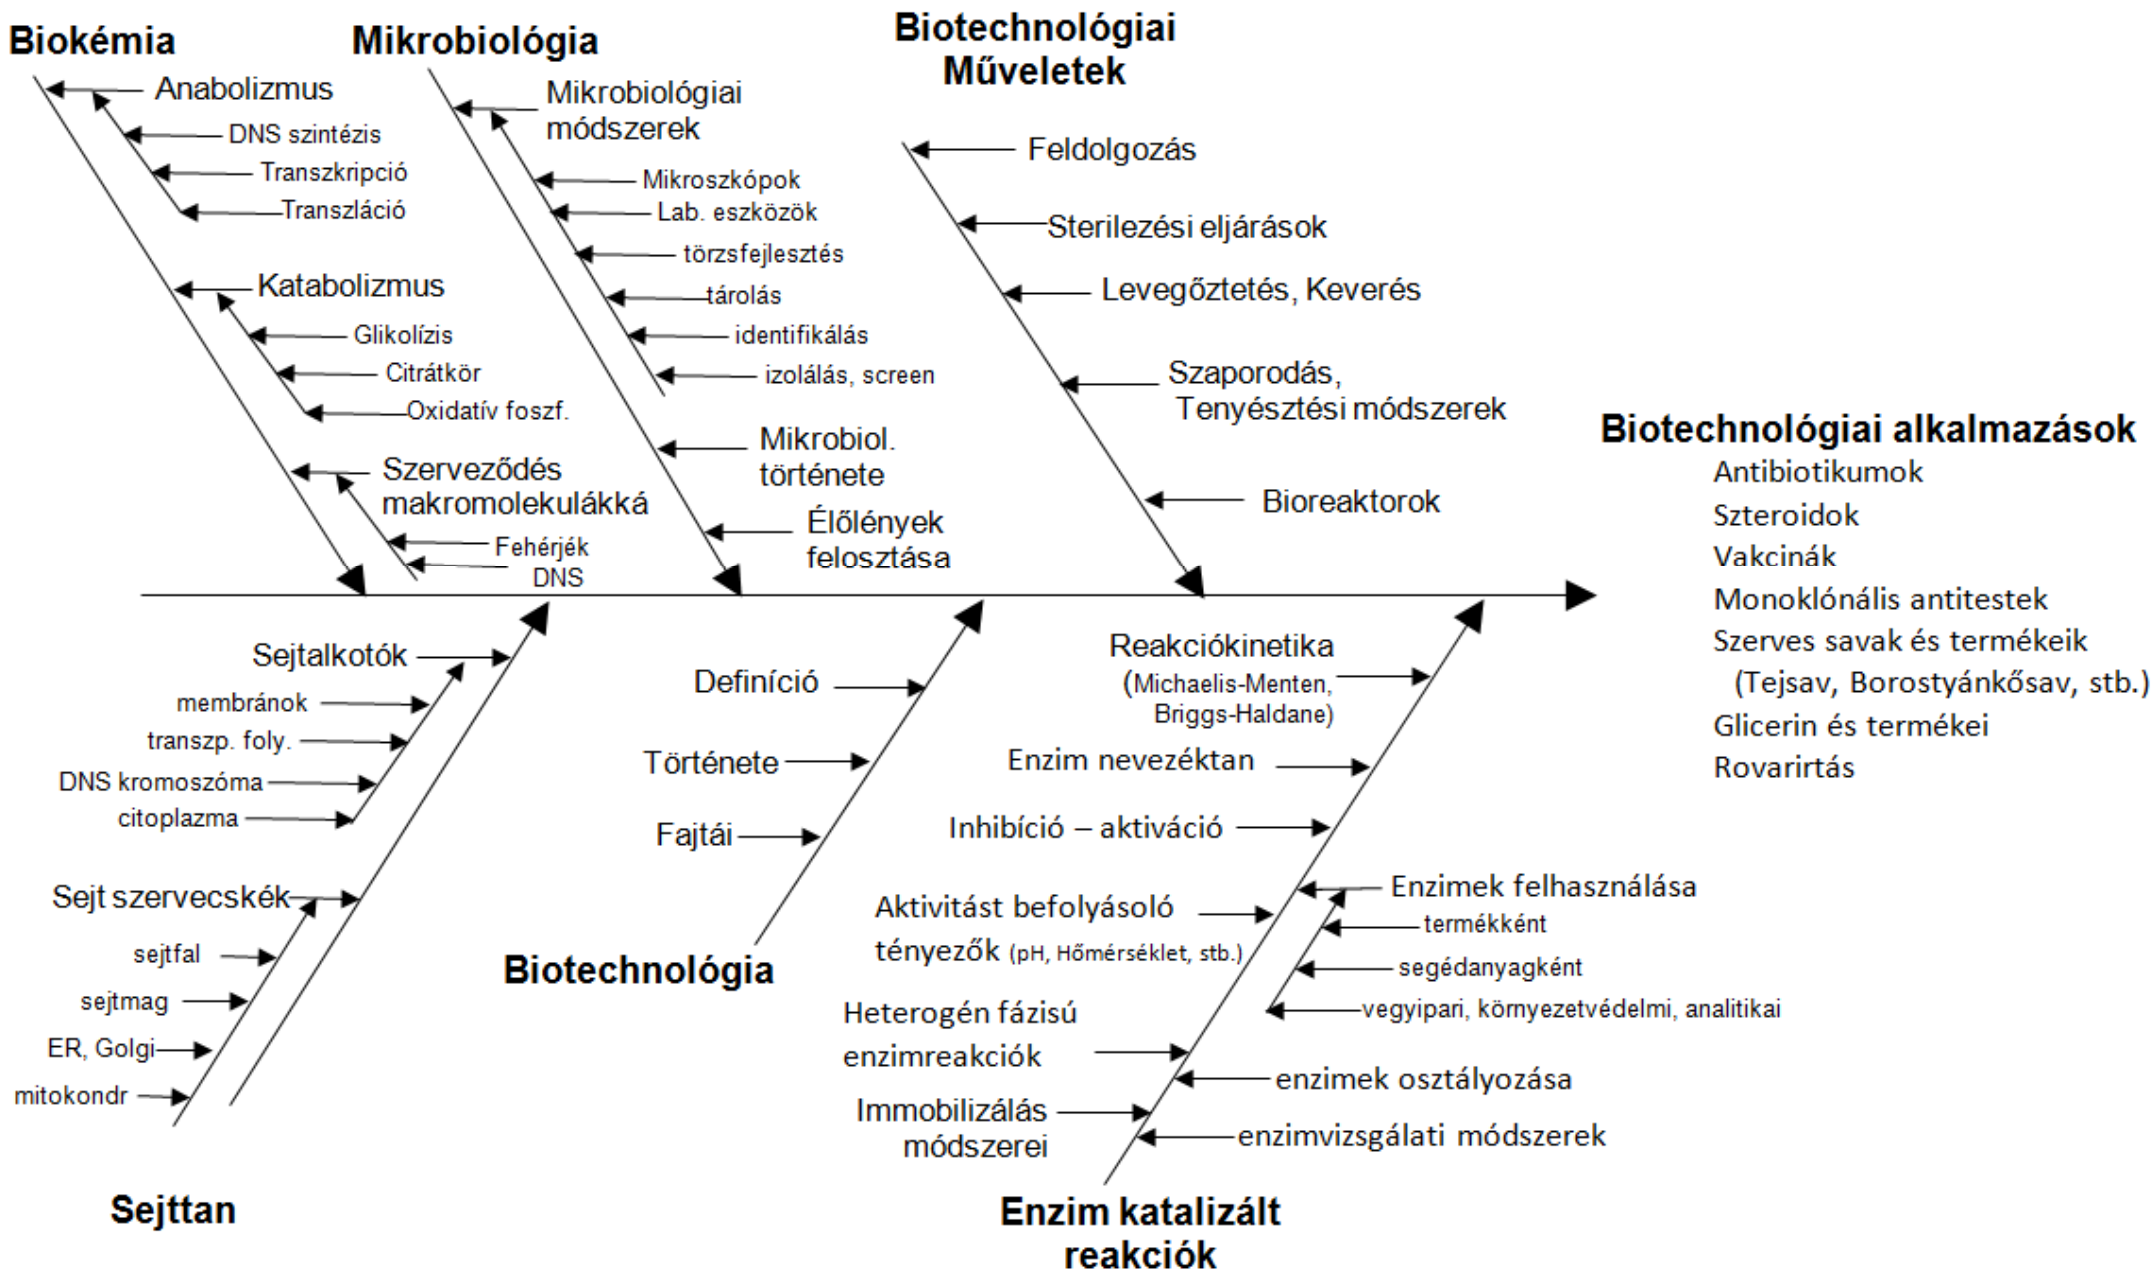 Biokémia
Anabolizmus
DNS szintézis
Transzkripció
Transzláció
Katabolizmus
Glikolízis
Citrátkör
Oxidatív foszf.
Szerveződés
makromolekulákká
Fehérjék
DNS
Mikrobiológia
Mikrobiológiai
módszerek
Mikroszkópok
Lab. eszközök
törzsfejlesztés
tárolás
identifikálás
izolálás, screen
Mikrobiol.
története
Élőlények
felosztása
Biotechnológiai
Műveletek
Feldolgozás
Sterilezési eljárások
Levegőztetés, Keverés
Szaporodás,
Tenyésztési módszerek
Bioreaktorok
Biotechnológiai alkalmazások
Antibiotikumok
Szteroidok
Vakcinák
Monoklónális antitestek
Szerves savak és termékeik
(Tejsav, Borostyánkősav, stb.)
Glicerin és termékei
Rovarirtás
Sejtalkotók
membránok
transzp. foly.
DNS kromoszóma
citoplazma
Sejt szervecskék
sejtfal
sejtmag
ER, Golgi
mitokondr
Sejttan
Definíció
Története
Fajtái
Biotechnológia
Reakciókinetika
(Michaelis-Menten,
Briggs-Haldane)
Enzim nevezéktan
Inhibíció – aktiváció
Aktivitást befolyásoló
tényezők (pH, Hőmérséklet, stb.)
Heterogén fázisú
enzimreakciók
Immobilizálás
módszerei
Enzimek felhasználása
termékként
segédanyagként
vegyipari, környezetvédelmi, analitikai
enzimek osztályozása
enzimvizsgálati módszerek
Enzim katalizált
reakciók